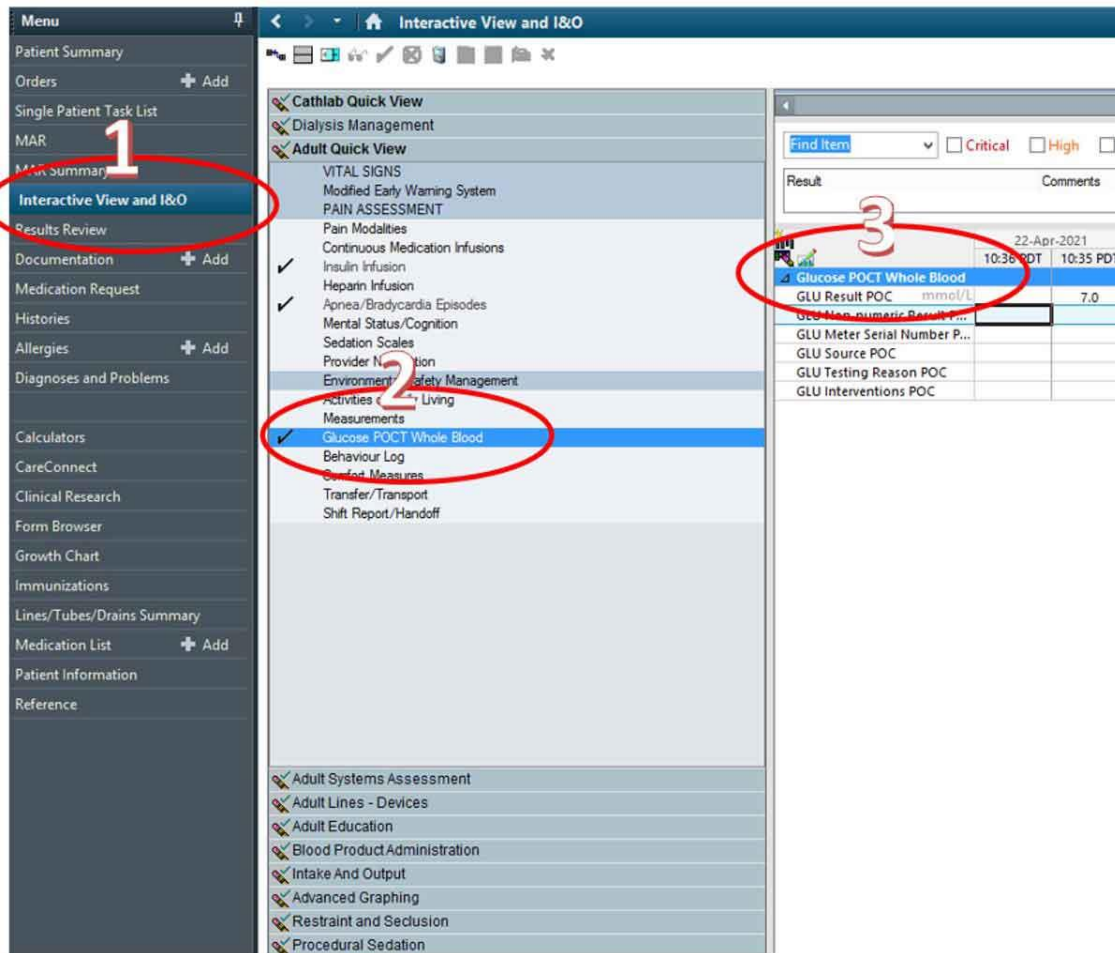 Menu
Patient Summary
Orders + Add
Single Patient Task List
MAR
MAR Summary
Interactive View and I&O
Results Review
Documentation + Add
Medication Request
Histories
Allergies + Add
Diagnoses and Problems
Calculators
CareConnect
Clinical Research
Form Browser
Growth Chart
Immunizations
Lines/Tubes/Drains Summary
Medication List + Add
Patient Information
Reference
1
Interactive View and I&O
Cathlab Quick View
Dialysis Management
Adult Quick View
VITAL SIGNS
Modified Early Warning System
PAIN ASSESSMENT
Pain Modalities
Continuous Medication Infusions
Insulin Infusion
Heparin Infusion
Apnea/Bradycardia Episodes
Mental Status/Cognition
Sedation Scales
Provider
Safety Management
Activities Living
Measurements
Glucose POCT Whole Blood
Behaviour Log
Comfort Measures
Transfer/Transport
Shift Report/Handoff
2
Adult Systems Assessment
Adult Lines - Devices
Adult Education
Blood Product Administration
Intake And Output
Advanced Graphing
Restraint and Seclusion
Procedural Sedation
Find Item Critical High
Result Comments
3
22-Apr-2021
10:36 PDT 10:35 PDT
Glucose POCT Whole Blood
GLU Result POC mmol/L 7.0
GLU Non-numeric Result P...
GLU Meter Serial Number P...
GLU Source POC
GLU Testing Reason POC
GLU Interventions POC